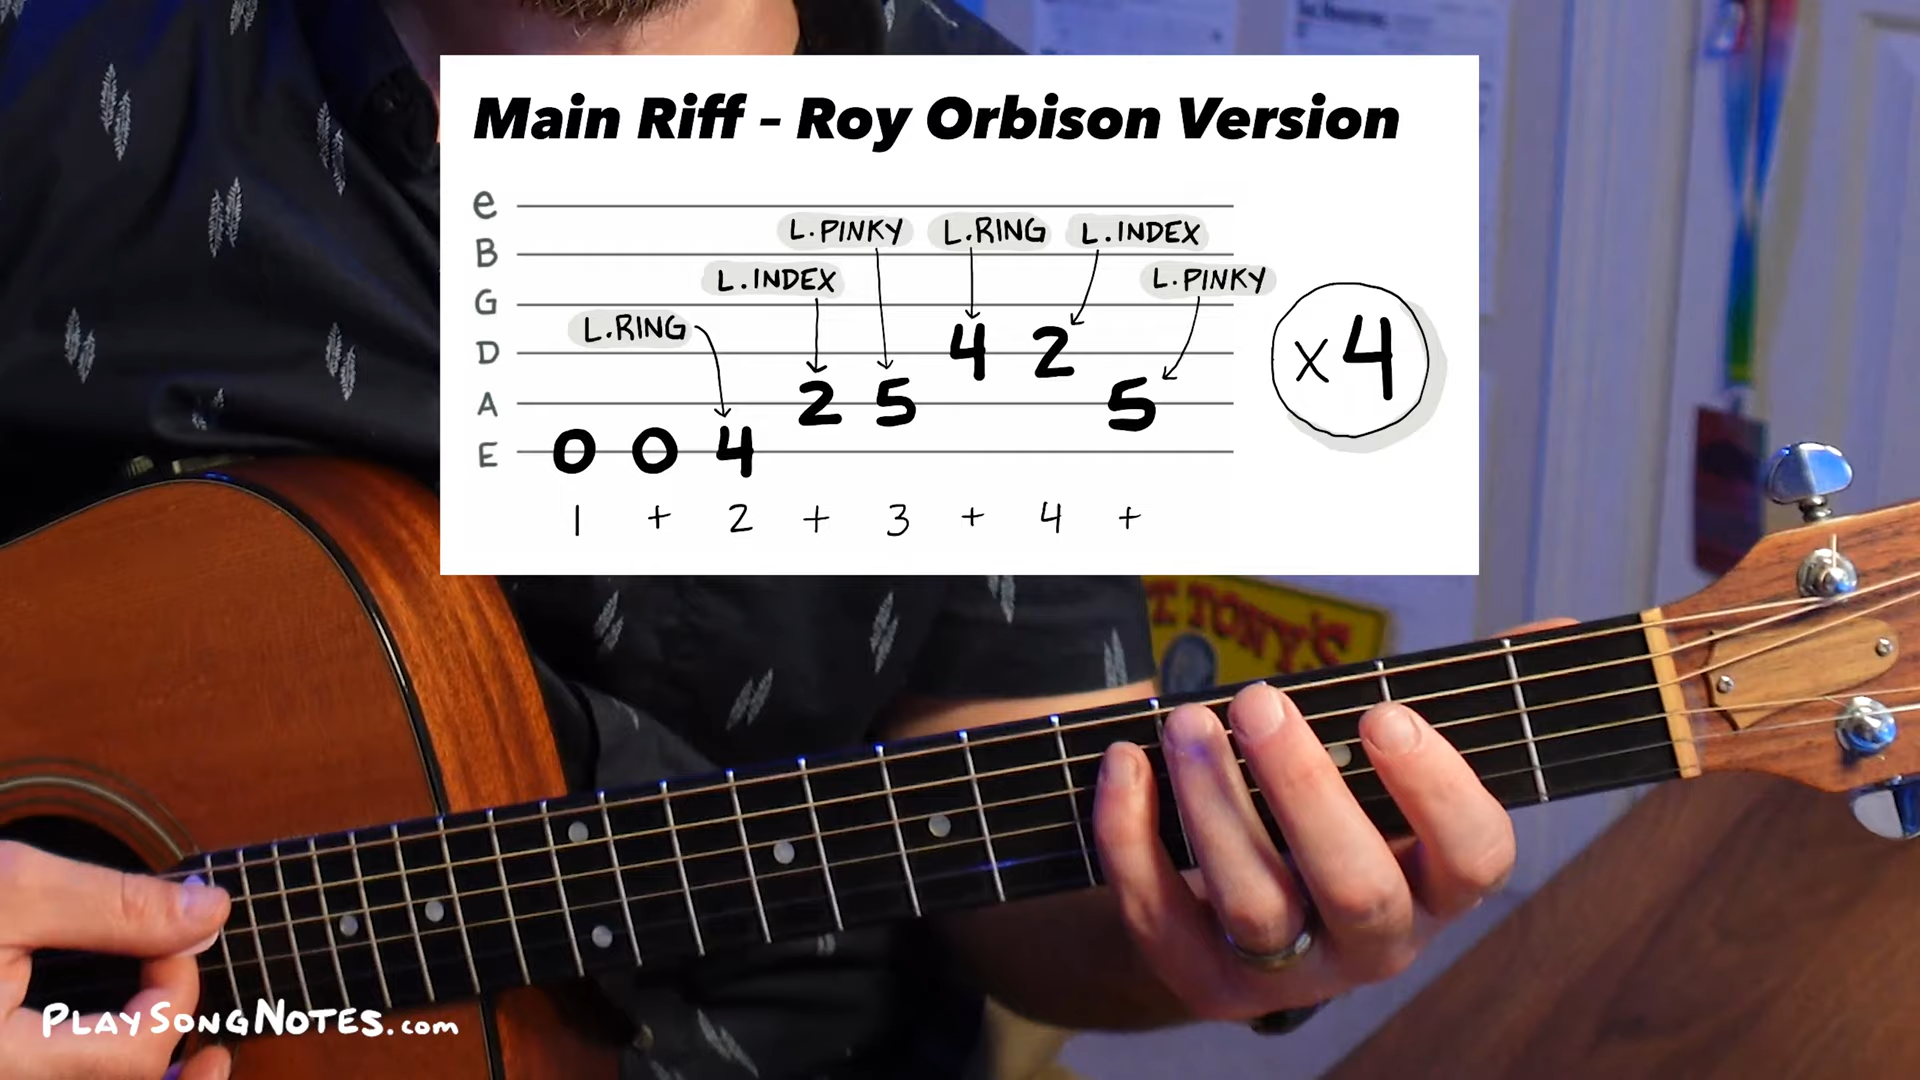 Main Riff – Roy Orbison Version
e
L.PINKY L.RING L.INDEX
B
L.INDEX L.PINKY
G
L.RING
D 4 2
x4
A 2 5 5
E 0 0 4
1 + 2 + 3 + 4 +
TONY'S
PLAYSONGNOTES.com